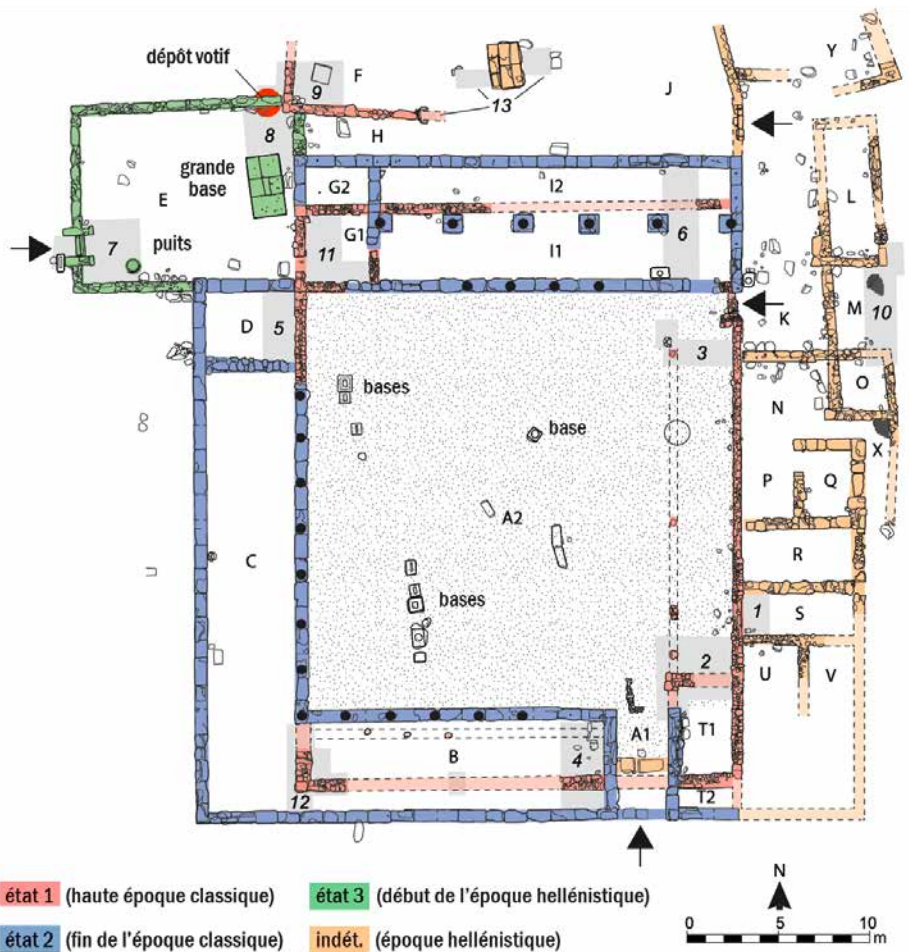 dépôt votif
F
9
13
J
Y
8
H
grande
base
E
G2
I2
L
7
puits
11
G1
I1
6
D
5
K
M
10
3
bases
base
N
O
X
P
Q
A2
C
R
bases
1
S
2
U
V
A1
T1
B
4
12
T2
état 1 (haute époque classique)
état 3 (début de l'époque hellénistique)
N
état 2 (fin de l'époque classique)
indét. (époque hellénistique)
0 5 10
m